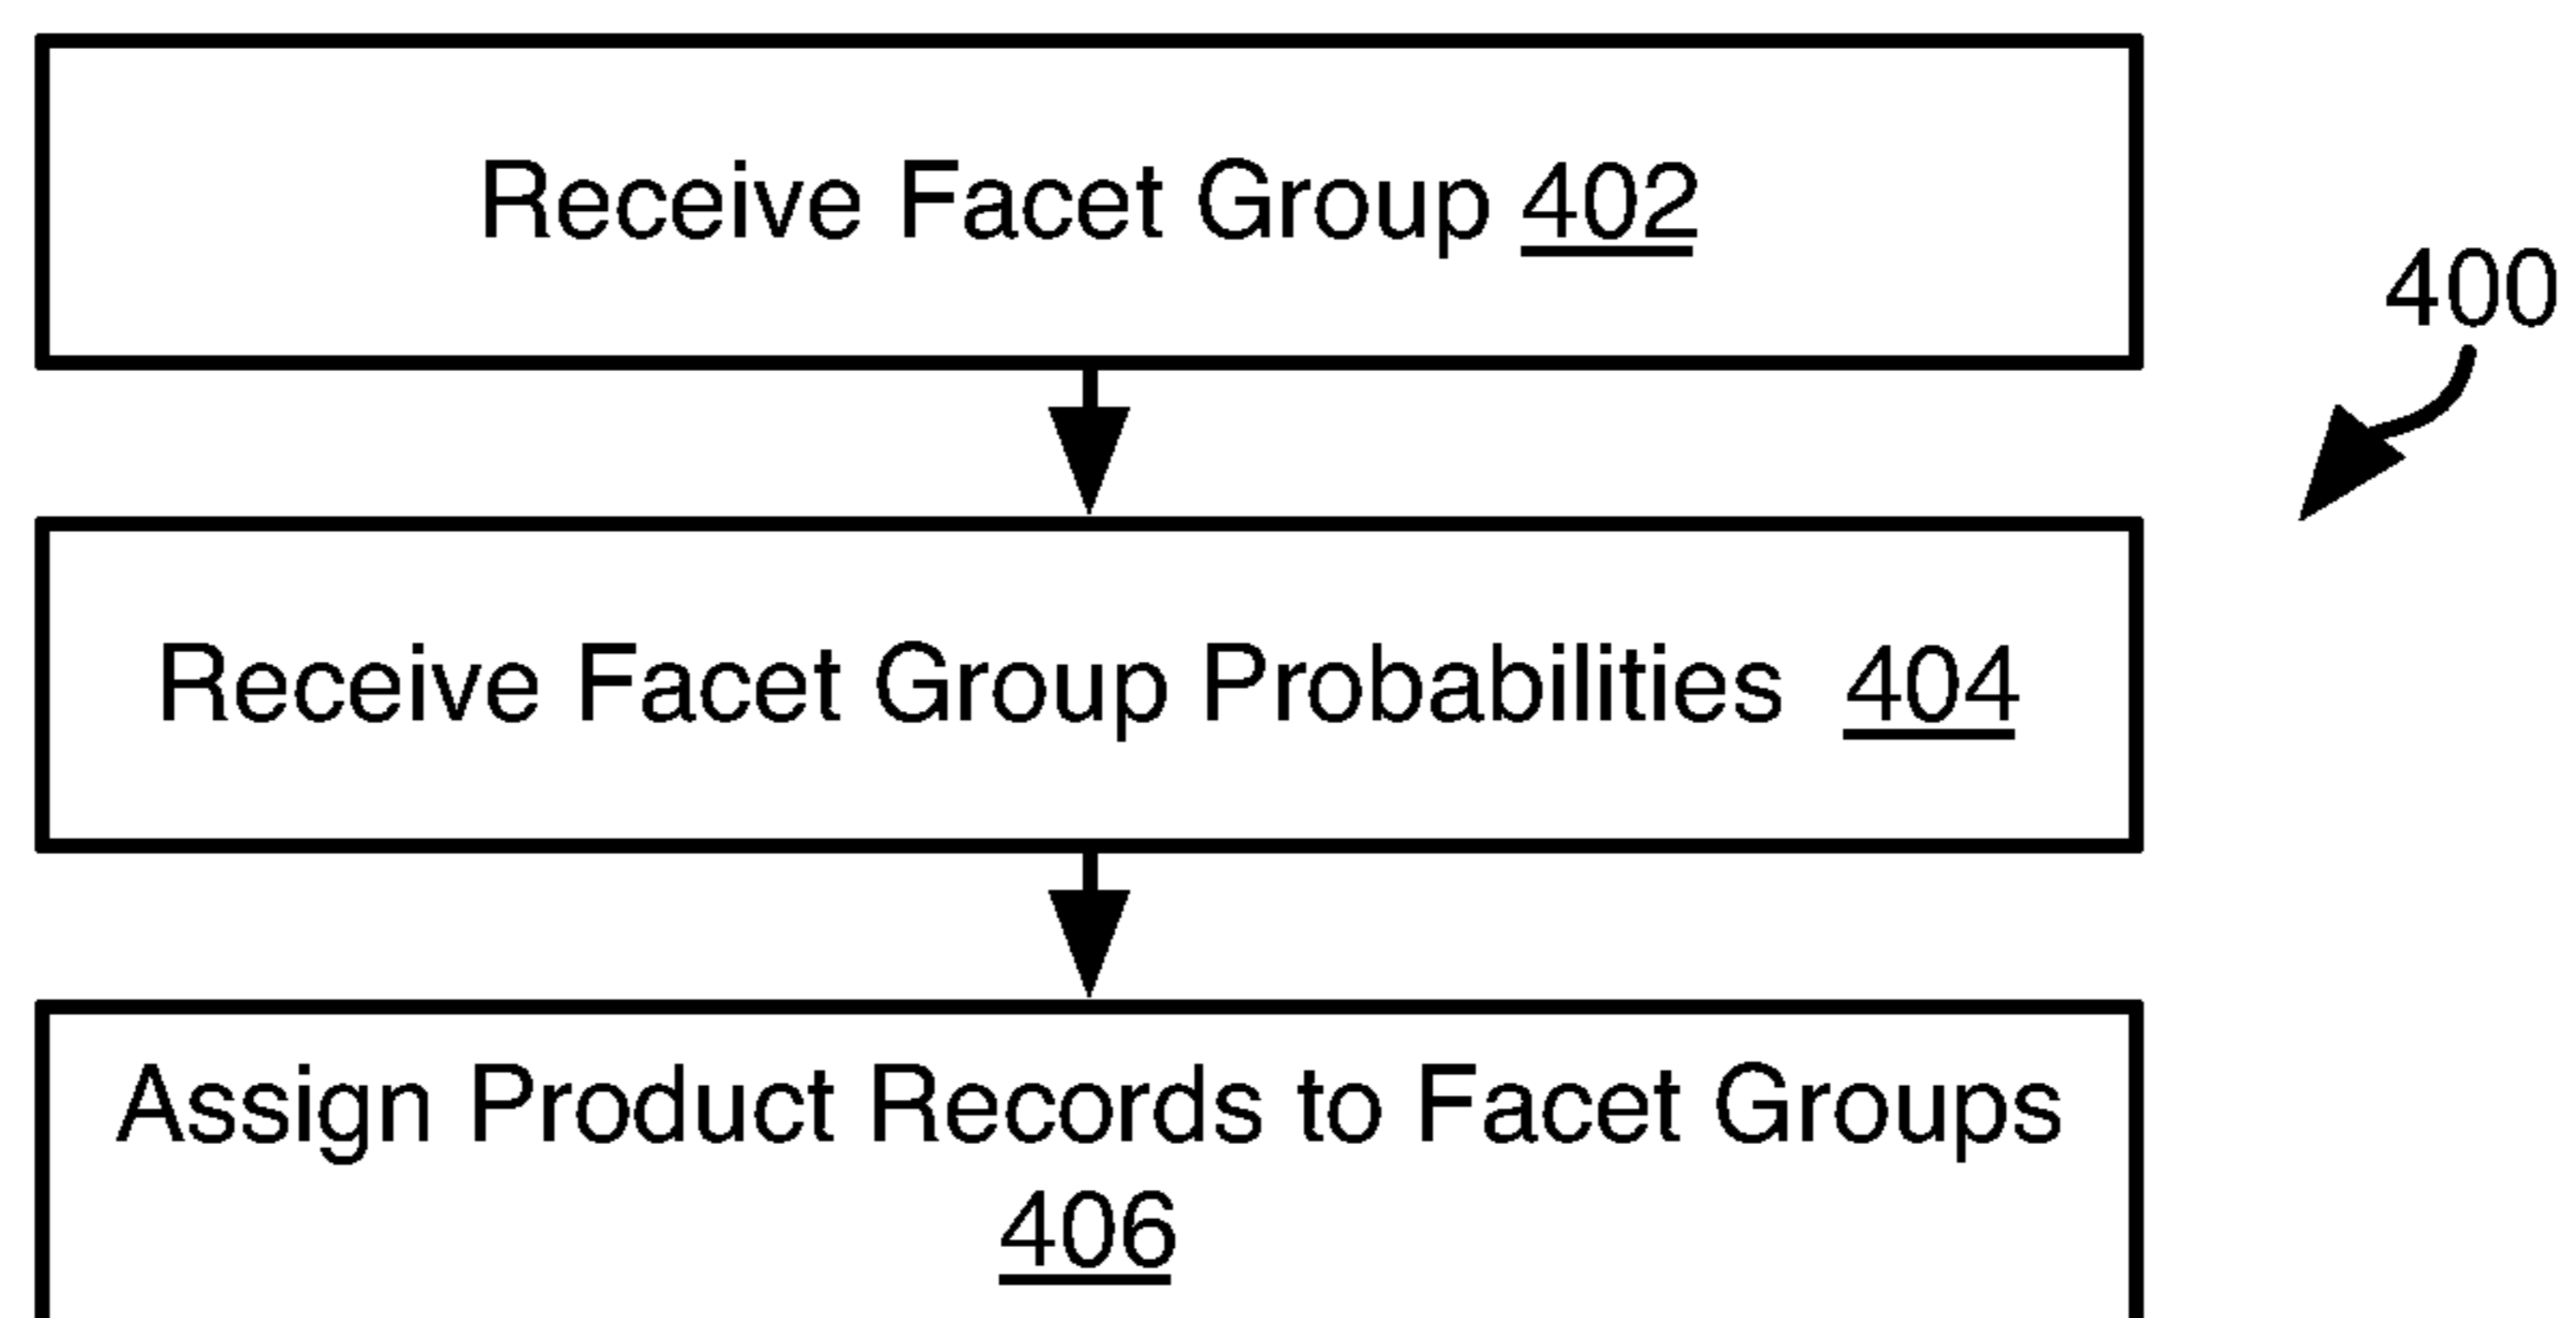 Receive Facet Group 402
400
Receive Facet Group Probabilities 404
Assign Product Records to Facet Groups
406